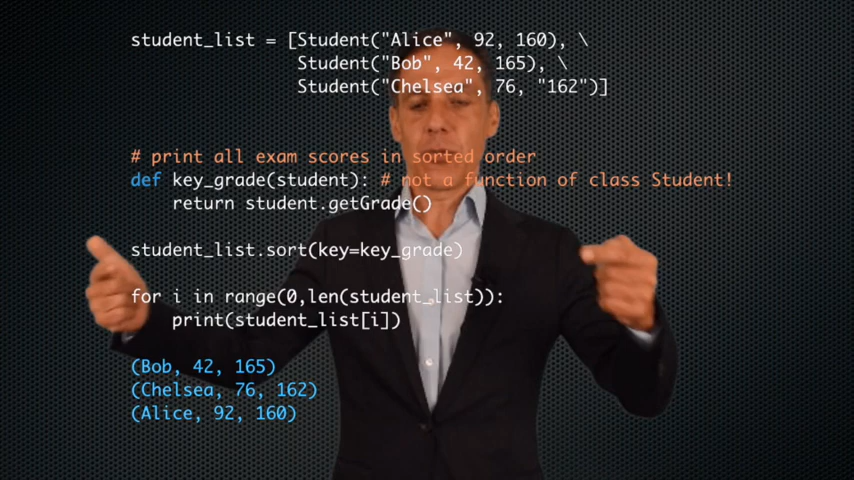 student_list = [Student("Alice", 92, 160), \
Student("Bob", 42, 165), \
Student("Chelsea", 76, "162")]
# print all exam scores in sorted order
def key_grade(student): # not a function of class Student!
return student.getGrade()
student_list.sort(key=key_grade)
for i in range(0,len(student_list)):
print(student_list[i])
(Bob, 42, 165)
(Chelsea, 76, 162)
(Alice, 92, 160)